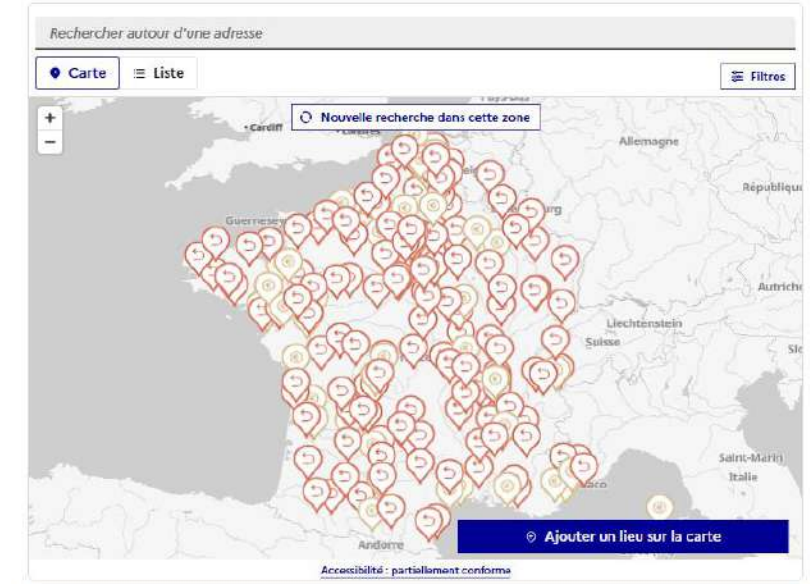 Rechercher autour d'une adresse
Carte
Liste
Filtres
+
Nouvelle recherche dans cette zone
−
Cardiff
Allemagne
République
Guernesey
Autriche
Liechtenstein
Suisse
Saint-Marin
Italie
Andorre
Ajouter un lieu sur la carte
Accessibilité : partiellement conforme